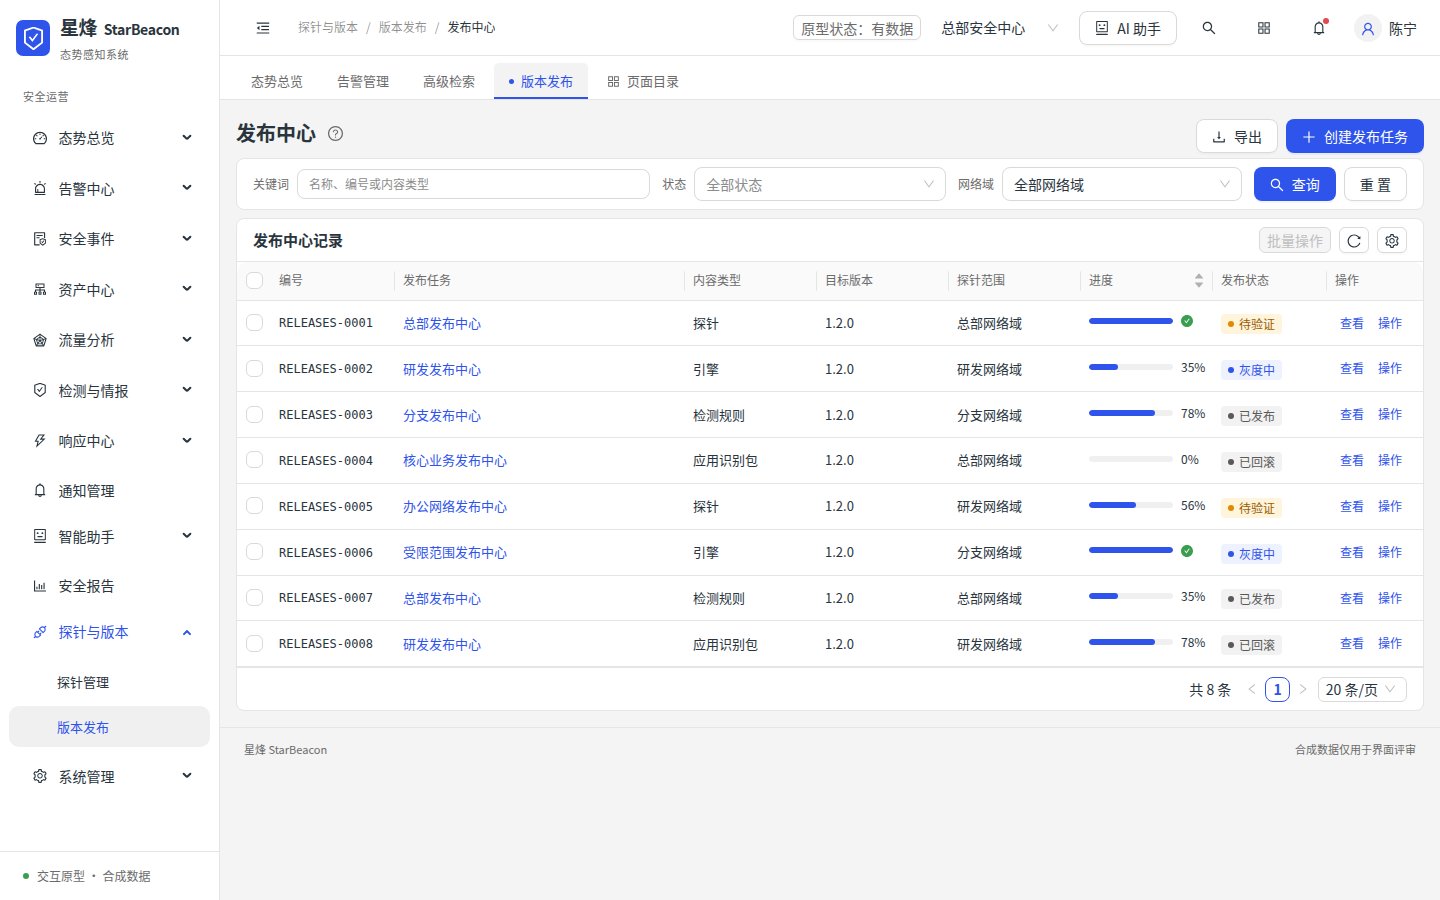 星烽 StarBeacon
态势感知系统
安全运营
态势总览
告警中心
安全事件
资产中心
流量分析
检测与情报
响应中心
通知管理
智能助手
安全报告
探针与版本
探针管理
版本发布
系统管理
交互原型 · 合成数据
探针与版本 / 版本发布 / 发布中心
原型状态：有数据
总部安全中心
AI 助手
陈宁
态势总览 告警管理 高级检索 版本发布 页面目录
发布中心
导出 创建发布任务
关键词 名称、编号或内容类型 状态 全部状态 网络域 全部网络域 查询 重置
发布中心记录
批量操作
编号 发布任务 内容类型 目标版本 探针范围 进度 发布状态 操作
RELEASES-0001 总部发布中心 探针 1.2.0 总部网络域 待验证 查看 操作
RELEASES-0002 研发发布中心 引擎 1.2.0 研发网络域 35% 灰度中 查看 操作
RELEASES-0003 分支发布中心 检测规则 1.2.0 分支网络域 78% 已发布 查看 操作
RELEASES-0004 核心业务发布中心 应用识别包 1.2.0 总部网络域 0% 已回滚 查看 操作
RELEASES-0005 办公网络发布中心 探针 1.2.0 研发网络域 56% 待验证 查看 操作
RELEASES-0006 受限范围发布中心 引擎 1.2.0 分支网络域 灰度中 查看 操作
RELEASES-0007 总部发布中心 检测规则 1.2.0 总部网络域 35% 已发布 查看 操作
RELEASES-0008 研发发布中心 应用识别包 1.2.0 研发网络域 78% 已回滚 查看 操作
共 8 条 1 20 条/页
星烽 StarBeacon
合成数据仅用于界面评审